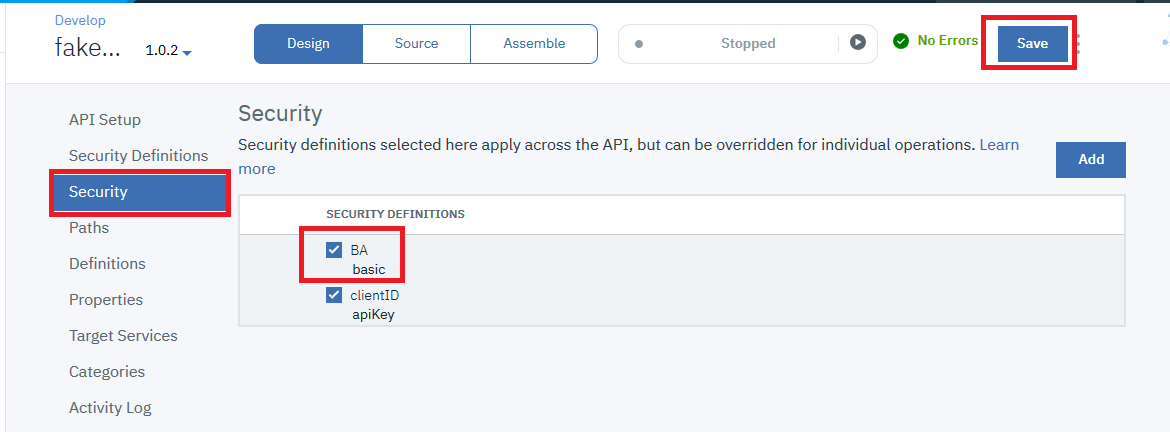 Develop
fake...
1.0.2
Design
Source
Assemble
Stopped
No Errors
Save
API Setup
Security Definitions
Security
Paths
Definitions
Properties
Target Services
Categories
Activity Log
Security
Security definitions selected here apply across the API, but can be overridden for individual operations. Learn
more
Add
SECURITY DEFINITIONS
BA
basic
clientID
apiKey